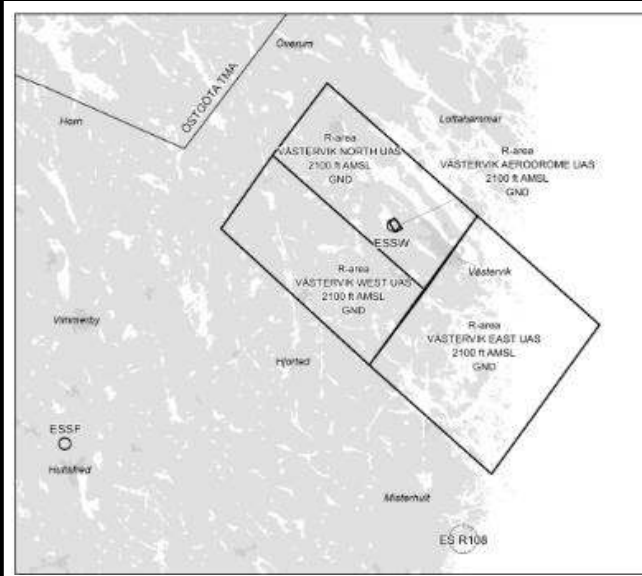 Överum
ÖSTGÖTA TMA
Horn
Loftahammar
R-area
VÄSTERVIK NORTH UAS
2100 ft AMSL
GND
R-area
VÄSTERVIK AERODROME UAS
2100 ft AMSL
GND
ESSW
R-area
VÄSTERVIK WEST UAS
2100 ft AMSL
GND
Västervik
Vimmerby
R-area
VÄSTERVIK EAST UAS
2100 ft AMSL
GND
Hjorted
ESSF
Hultsfred
Misterhult
ES R108